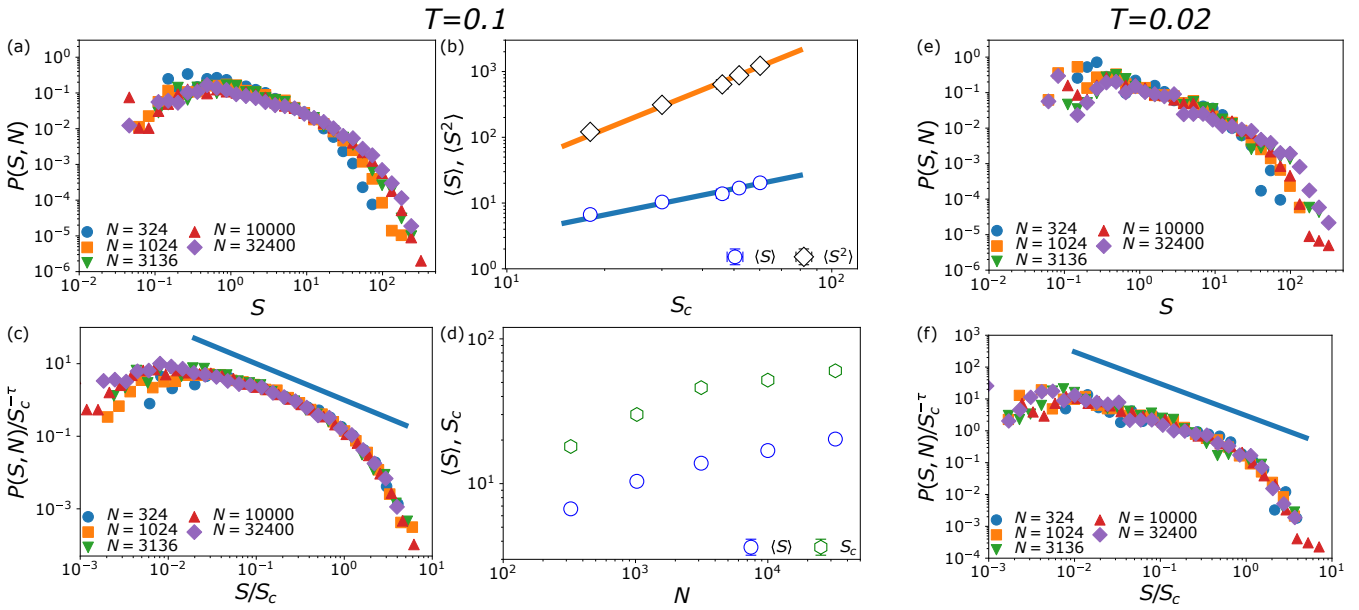 T=0.1
T=0.02
(a)
P(S, N)
10^0
10^-1
10^-2
10^-3
10^-4
10^-5
10^-6
N = 324
N = 1024
N = 3136
N = 10000
N = 32400
10^-2
10^-1
10^0
10^1
10^2
S
(b)
⟨S⟩, ⟨S^2⟩
10^3
10^2
10^1
10^0
⟨S⟩
⟨S^2⟩
10^1
10^2
S_c
(e)
P(S, N)
10^0
10^-1
10^-2
10^-3
10^-4
10^-5
10^-6
N = 324
N = 1024
N = 3136
N = 10000
N = 32400
10^-2
10^-1
10^0
10^1
10^2
10^3
S
(c)
P(S, N)/S_c^-τ
10^1
10^-1
10^-3
N = 324
N = 1024
N = 3136
N = 10000
N = 32400
10^-3
10^-2
10^-1
10^0
10^1
S/S_c
(d)
⟨S⟩, S_c
10^2
10^1
⟨S⟩
S_c
10^2
10^3
10^4
N
(f)
P(S, N)/S_c^-τ
10^3
10^2
10^1
10^0
10^-1
10^-2
10^-3
10^-4
N = 324
N = 1024
N = 3136
N = 10000
N = 32400
10^-3
10^-2
10^-1
10^0
10^1
S/S_c